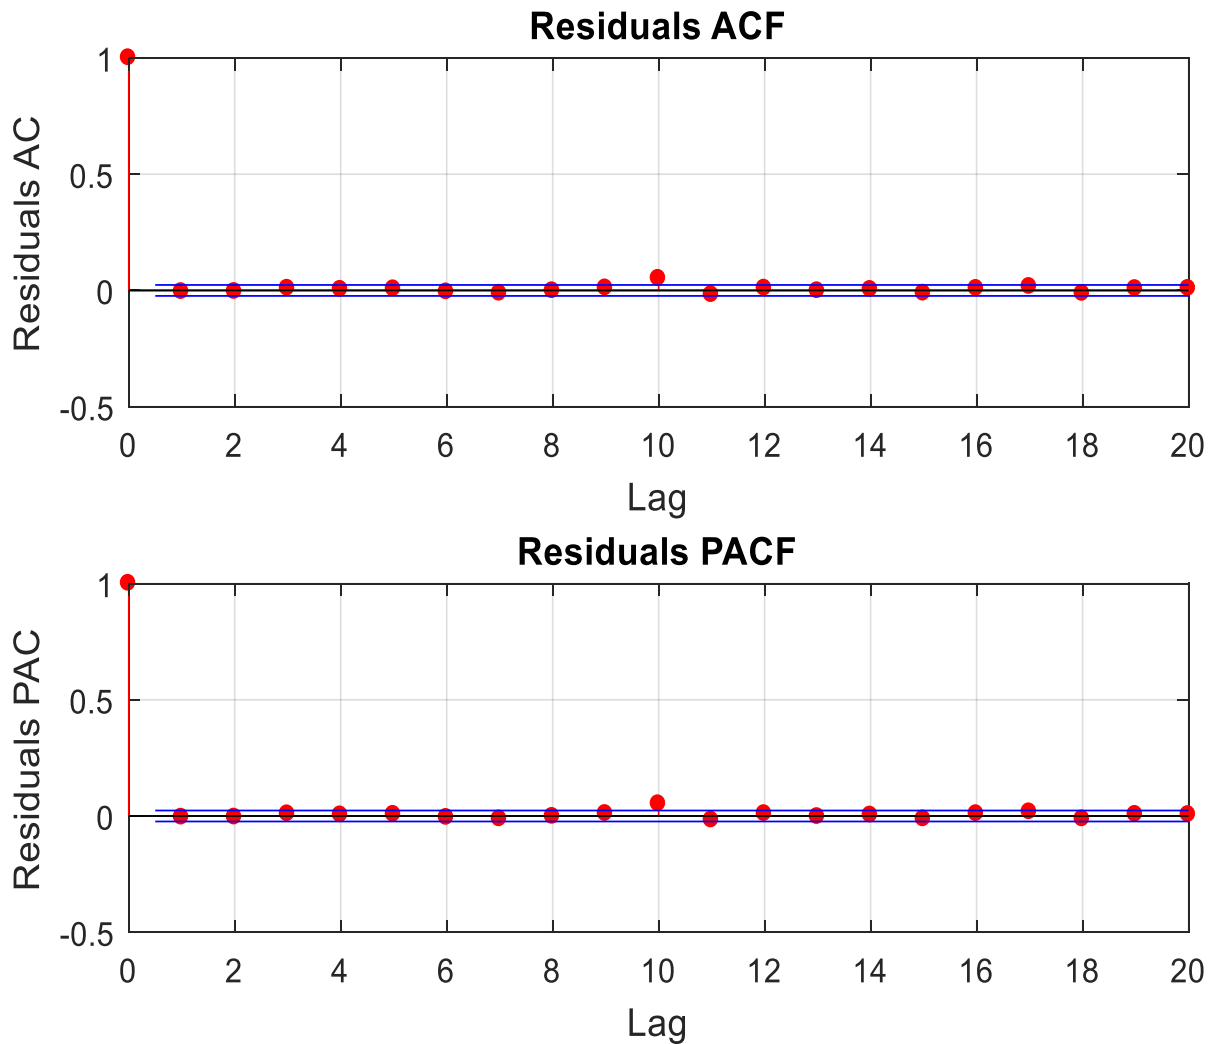 Residuals ACF
1
0.5
0
-0.5
Residuals AC
0 2 4 6 8 10 12 14 16 18 20
Lag
Residuals PACF
1
0.5
0
-0.5
Residuals PAC
0 2 4 6 8 10 12 14 16 18 20
Lag